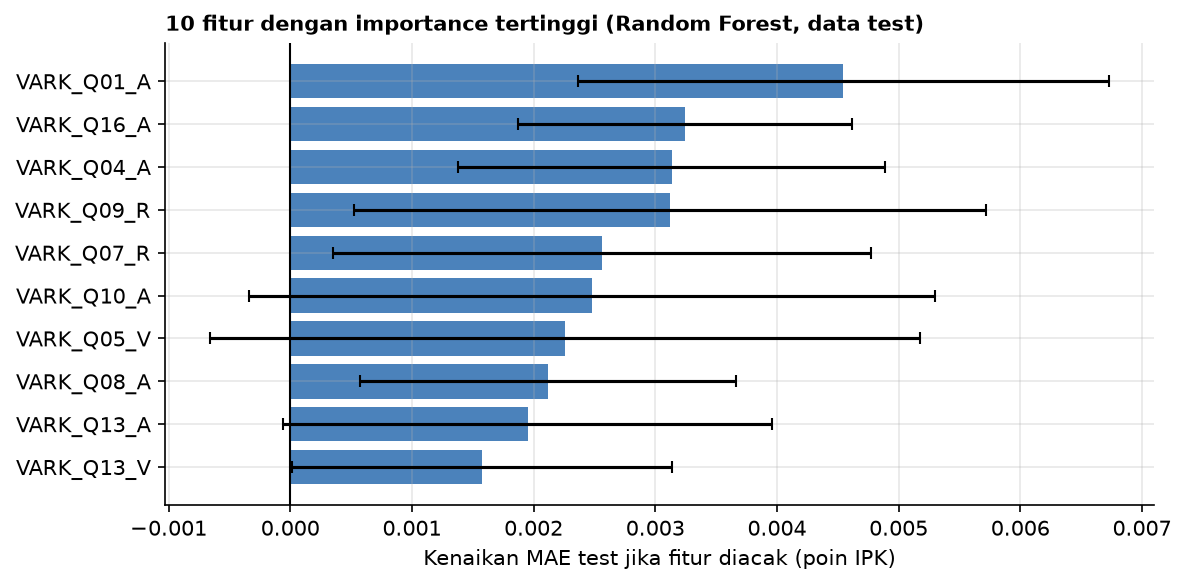 10 fitur dengan importance tertinggi (Random Forest, data test)
VARK_Q01_A
VARK_Q16_A
VARK_Q04_A
VARK_Q09_R
VARK_Q07_R
VARK_Q10_A
VARK_Q05_V
VARK_Q08_A
VARK_Q13_A
VARK_Q13_V
−0.001 0.000 0.001 0.002 0.003 0.004 0.005 0.006 0.007
Kenaikan MAE test jika fitur diacak (poin IPK)